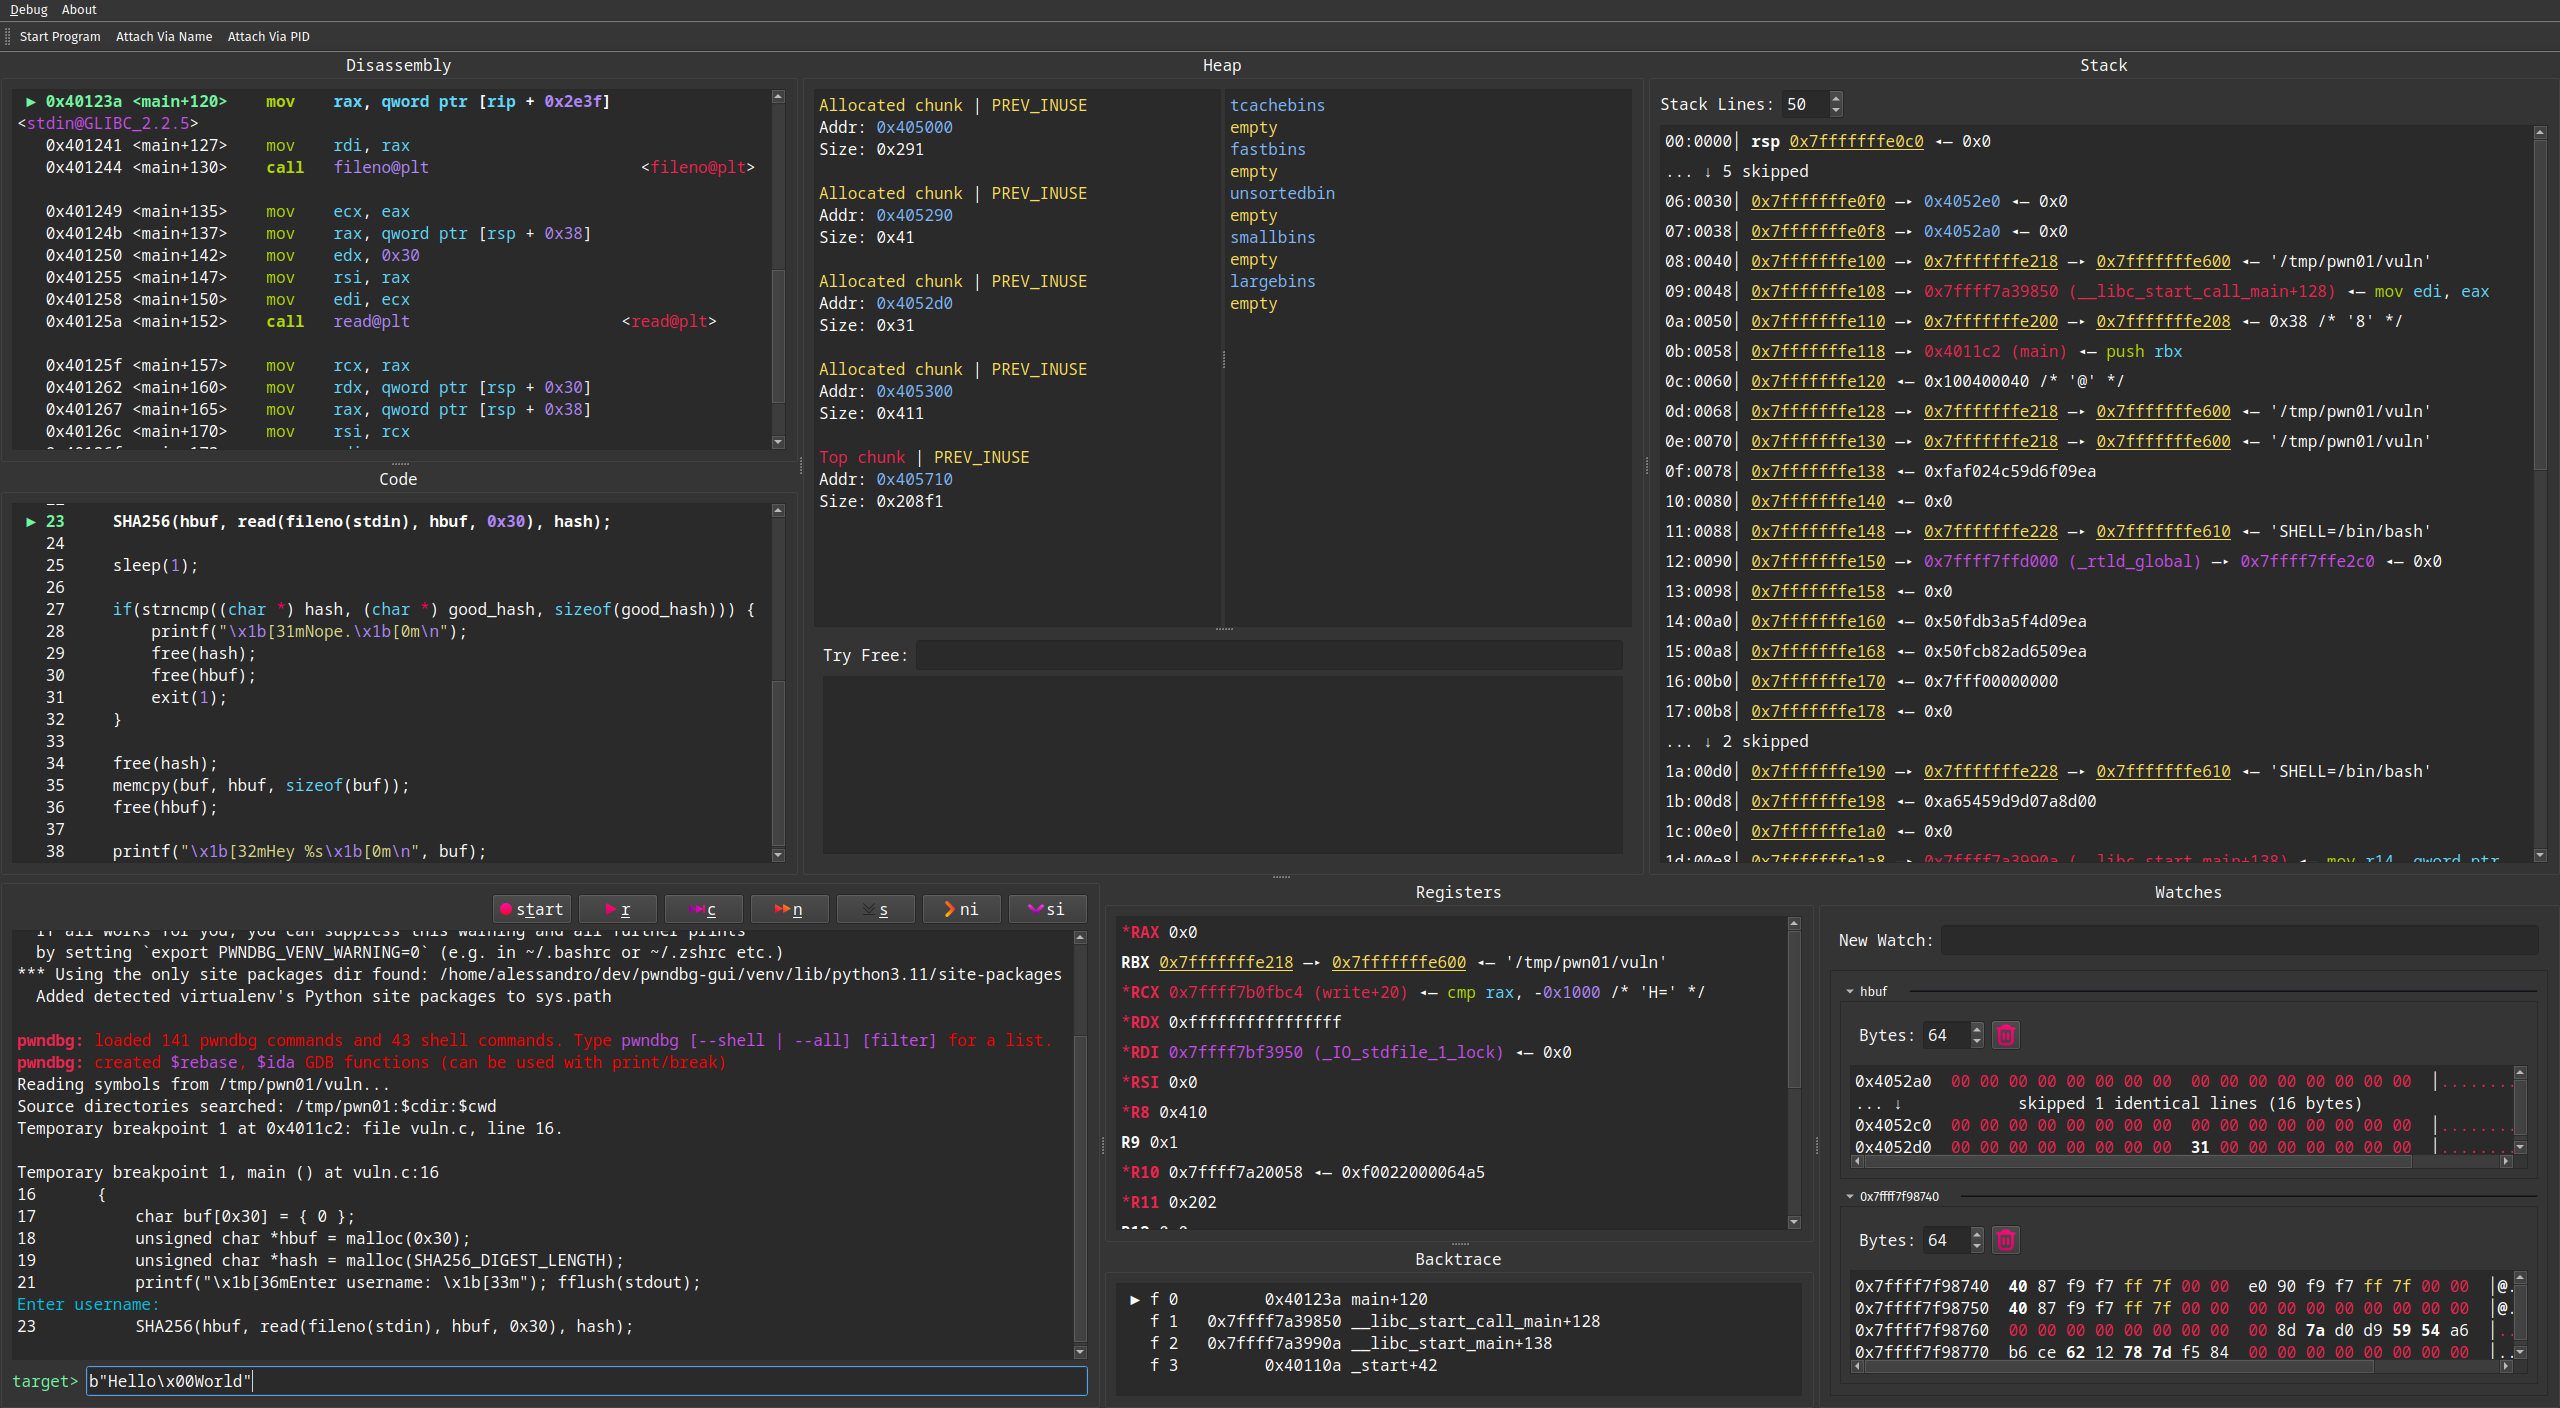 Debug About
Start Program Attach Via Name Attach Via PID
Disassembly
► 0x40123a <main+120> mov rax, qword ptr [rip + 0x2e3f]
<stdin@GLIBC_2.2.5>
0x401241 <main+127> mov rdi, rax
0x401244 <main+130> call fileno@plt <fileno@plt>
0x401249 <main+135> mov ecx, eax
0x40124b <main+137> mov rax, qword ptr [rsp + 0x38]
0x401250 <main+142> mov edx, 0x30
0x401255 <main+147> mov rsi, rax
0x401258 <main+150> mov edi, ecx
0x40125a <main+152> call read@plt <read@plt>
0x40125f <main+157> mov rcx, rax
0x401262 <main+160> mov rdx, qword ptr [rsp + 0x30]
0x401267 <main+165> mov rax, qword ptr [rsp + 0x38]
0x40126c <main+170> mov rsi, rcx
Code
► 23 SHA256(hbuf, read(fileno(stdin), hbuf, 0x30), hash);
24
25 sleep(1);
26
27 if(strncmp((char *) hash, (char *) good_hash, sizeof(good_hash))) {
28 printf("\x1b[31mNope.\x1b[0m\n");
29 free(hash);
30 free(hbuf);
31 exit(1);
32 }
33
34 free(hash);
35 memcpy(buf, hbuf, sizeof(buf));
36 free(hbuf);
37
38 printf("\x1b[32mHey %s\x1b[0m\n", buf);
Heap
Allocated chunk | PREV_INUSE
Addr: 0x405000
Size: 0x291
Allocated chunk | PREV_INUSE
Addr: 0x405290
Size: 0x41
Allocated chunk | PREV_INUSE
Addr: 0x4052d0
Size: 0x31
Allocated chunk | PREV_INUSE
Addr: 0x405300
Size: 0x411
Top chunk | PREV_INUSE
Addr: 0x405710
Size: 0x208f1
tcachebins
empty
fastbins
empty
unsortedbin
empty
smallbins
empty
largebins
empty
Try Free:
Stack
Stack Lines: 50
00:0000│ rsp 0x7fffffffe0c0 ◂— 0x0
... ↓ 5 skipped
06:0030│ 0x7fffffffe0f0 —▸ 0x4052e0 ◂— 0x0
07:0038│ 0x7fffffffe0f8 —▸ 0x4052a0 ◂— 0x0
08:0040│ 0x7fffffffe100 —▸ 0x7fffffffe218 —▸ 0x7fffffffe600 ◂— '/tmp/pwn01/vuln'
09:0048│ 0x7fffffffe108 —▸ 0x7ffff7a39850 (__libc_start_call_main+128) ◂— mov edi, eax
0a:0050│ 0x7fffffffe110 —▸ 0x7fffffffe200 —▸ 0x7fffffffe208 ◂— 0x38 /* '8' */
0b:0058│ 0x7fffffffe118 —▸ 0x4011c2 (main) ◂— push rbx
0c:0060│ 0x7fffffffe120 ◂— 0x100400040 /* '@' */
0d:0068│ 0x7fffffffe128 —▸ 0x7fffffffe218 —▸ 0x7fffffffe600 ◂— '/tmp/pwn01/vuln'
0e:0070│ 0x7fffffffe130 —▸ 0x7fffffffe218 —▸ 0x7fffffffe600 ◂— '/tmp/pwn01/vuln'
0f:0078│ 0x7fffffffe138 ◂— 0xfaf024c59d6f09ea
10:0080│ 0x7fffffffe140 ◂— 0x0
11:0088│ 0x7fffffffe148 —▸ 0x7fffffffe228 —▸ 0x7fffffffe610 ◂— 'SHELL=/bin/bash'
12:0090│ 0x7fffffffe150 —▸ 0x7ffff7ffd000 (_rtld_global) —▸ 0x7ffff7ffe2c0 ◂— 0x0
13:0098│ 0x7fffffffe158 ◂— 0x0
14:00a0│ 0x7fffffffe160 ◂— 0x50fdb3a5f4d09ea
15:00a8│ 0x7fffffffe168 ◂— 0x50fcb82ad6509ea
16:00b0│ 0x7fffffffe170 ◂— 0x7fff00000000
17:00b8│ 0x7fffffffe178 ◂— 0x0
... ↓ 2 skipped
1a:00d0│ 0x7fffffffe190 —▸ 0x7fffffffe228 —▸ 0x7fffffffe610 ◂— 'SHELL=/bin/bash'
1b:00d8│ 0x7fffffffe198 ◂— 0xa65459d9d07a8d00
1c:00e0│ 0x7fffffffe1a0 ◂— 0x0
1d:00e8│ 0x7fffffffe1a8 —▸ 0x7ffff7a3990a (__libc_start_main+138) ◂— mov r14, qword ptr
start r c n s ni si
if all works for you, you can suppress this warning and all further prints
by setting `export PWNDBG_VENV_WARNING=0` (e.g. in ~/.bashrc or ~/.zshrc etc.)
*** Using the only site packages dir found: /home/alessandro/dev/pwndbg-gui/venv/lib/python3.11/site-packages
Added detected virtualenv's Python site packages to sys.path
pwndbg: loaded 141 pwndbg commands and 43 shell commands. Type pwndbg [--shell | --all] [filter] for a list.
pwndbg: created $rebase, $ida GDB functions (can be used with print/break)
Reading symbols from /tmp/pwn01/vuln...
Source directories searched: /tmp/pwn01:$cdir:$cwd
Temporary breakpoint 1 at 0x4011c2: file vuln.c, line 16.
Temporary breakpoint 1, main () at vuln.c:16
16 {
17 char buf[0x30] = { 0 };
18 unsigned char *hbuf = malloc(0x30);
19 unsigned char *hash = malloc(SHA256_DIGEST_LENGTH);
21 printf("\x1b[36mEnter username: \x1b[33m"); fflush(stdout);
Enter username:
23 SHA256(hbuf, read(fileno(stdin), hbuf, 0x30), hash);
target> b"Hello\x00World"
Registers
*RAX 0x0
RBX 0x7fffffffe218 —▸ 0x7fffffffe600 ◂— '/tmp/pwn01/vuln'
*RCX 0x7ffff7b0fbc4 (write+20) ◂— cmp rax, -0x1000 /* 'H=' */
*RDX 0xffffffffffffffff
*RDI 0x7ffff7bf3950 (_IO_stdfile_1_lock) ◂— 0x0
*RSI 0x0
*R8 0x410
R9 0x1
*R10 0x7ffff7a20058 ◂— 0xf0022000064a5
*R11 0x202
Backtrace
► f 0 0x40123a main+120
f 1 0x7ffff7a39850 __libc_start_call_main+128
f 2 0x7ffff7a3990a __libc_start_main+138
f 3 0x40110a _start+42
Watches
New Watch:
hbuf
Bytes: 64
0x4052a0 00 00 00 00 00 00 00 00 00 00 00 00 00 00 00 00 │........
... ↓ skipped 1 identical lines (16 bytes)
0x4052c0 00 00 00 00 00 00 00 00 00 00 00 00 00 00 00 00 │........
0x4052d0 00 00 00 00 00 00 00 00 31 00 00 00 00 00 00 00 │........
0x7ffff7f98740
Bytes: 64
0x7ffff7f98740 40 87 f9 f7 ff 7f 00 00 e0 90 f9 f7 ff 7f 00 00 │@.
0x7ffff7f98750 40 87 f9 f7 ff 7f 00 00 00 00 00 00 00 00 00 00 │@.
0x7ffff7f98760 00 00 00 00 00 00 00 00 00 8d 7a d0 d9 59 54 a6 │..
0x7ffff7f98770 b6 ce 62 12 78 7d f5 84 00 00 00 00 00 00 00 00 │..